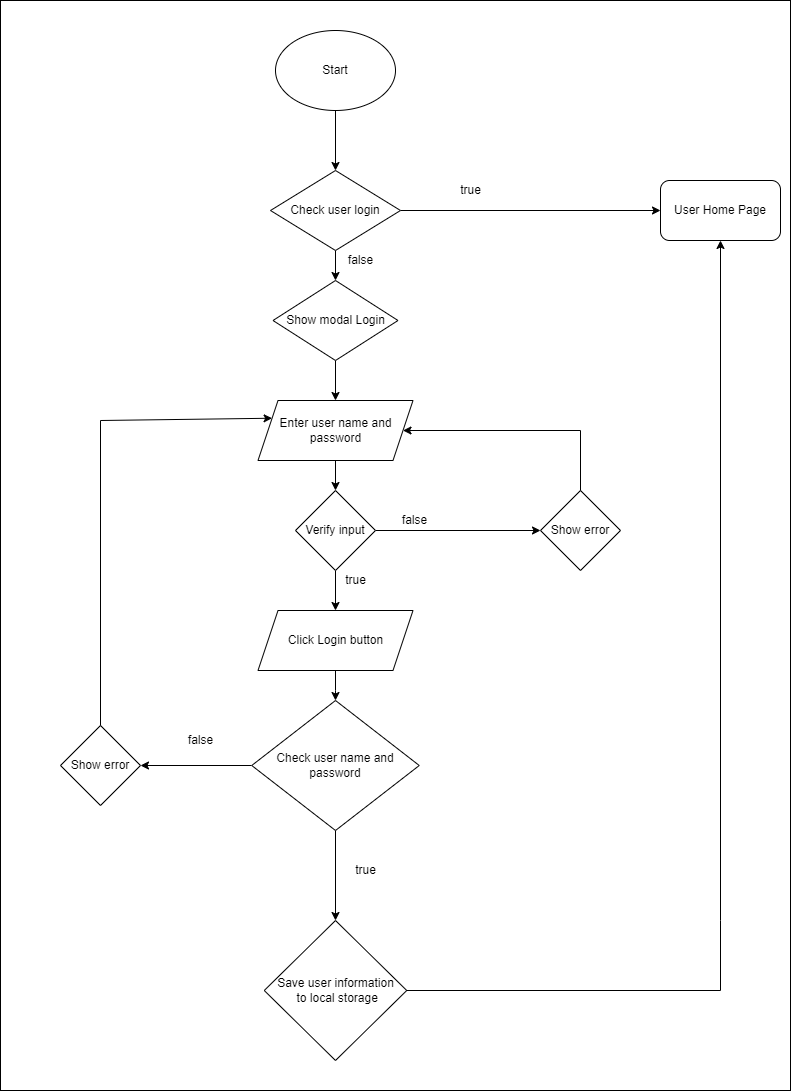 Start
Check user login
true
User Home Page
false
Show modal Login
Enter user name and
password
Verify input
false
Show error
true
Click Login button
Check user name and
password
false
Show error
true
Save user information
to local storage